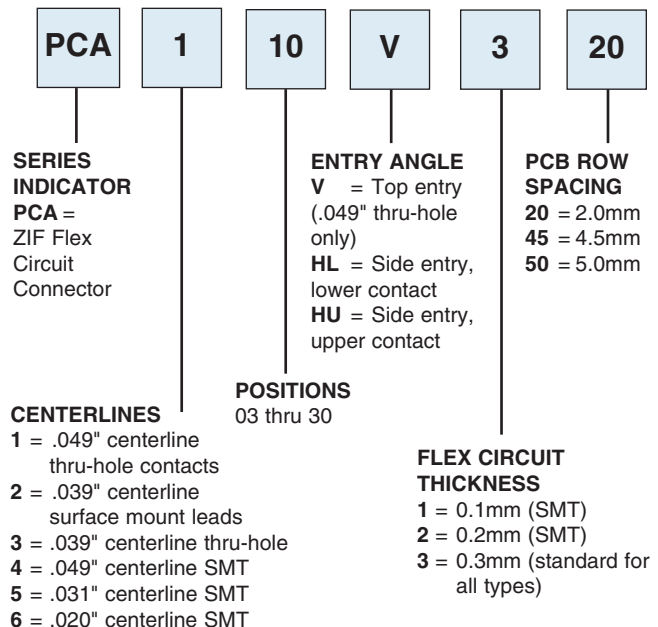 PCA 1 10 V 3 20
SERIES
INDICATOR
PCA =
ZIF Flex
Circuit
Connector
ENTRY ANGLE
V = Top entry
(.049" thru-hole
only)
HL = Side entry,
lower contact
HU = Side entry,
upper contact
PCB ROW
SPACING
20 = 2.0mm
45 = 4.5mm
50 = 5.0mm
POSITIONS
03 thru 30
CENTERLINES
1 = .049" centerline
thru-hole contacts
2 = .039" centerline
surface mount leads
3 = .039" centerline thru-hole
4 = .049" centerline SMT
5 = .031" centerline SMT
6 = .020" centerline SMT
FLEX CIRCUIT
THICKNESS
1 = 0.1mm (SMT)
2 = 0.2mm (SMT)
3 = 0.3mm (standard for
all types)